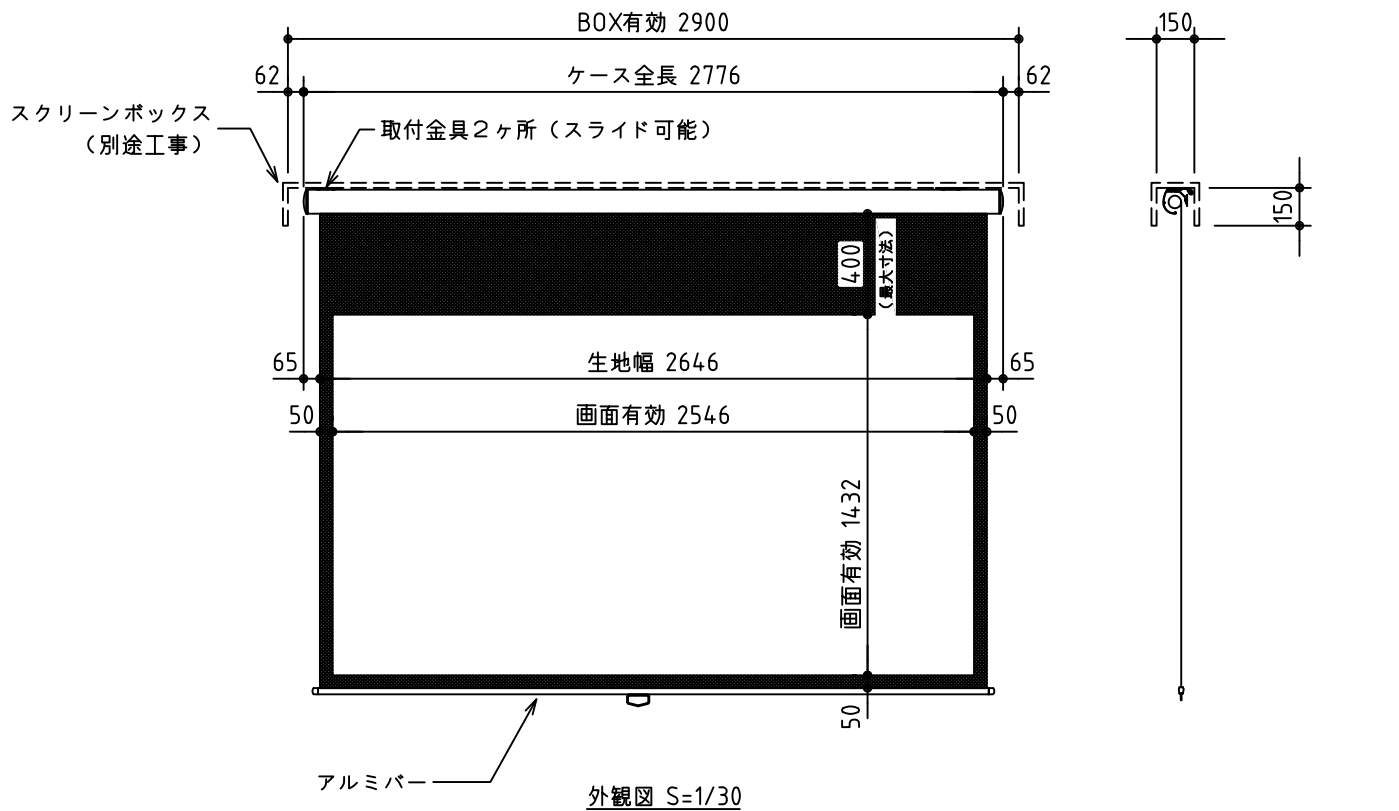 BOX有効 2900
150
62
ケース全長 2776
62
スクリーンボックス
（別途工事）
取付金具２ヶ所（スライド可能）
150
400
（最大寸法）
65
生地幅 2646
65
50
画面有効 2546
50
画面有効 1432
50
アルミバー
外観図 S=1/30